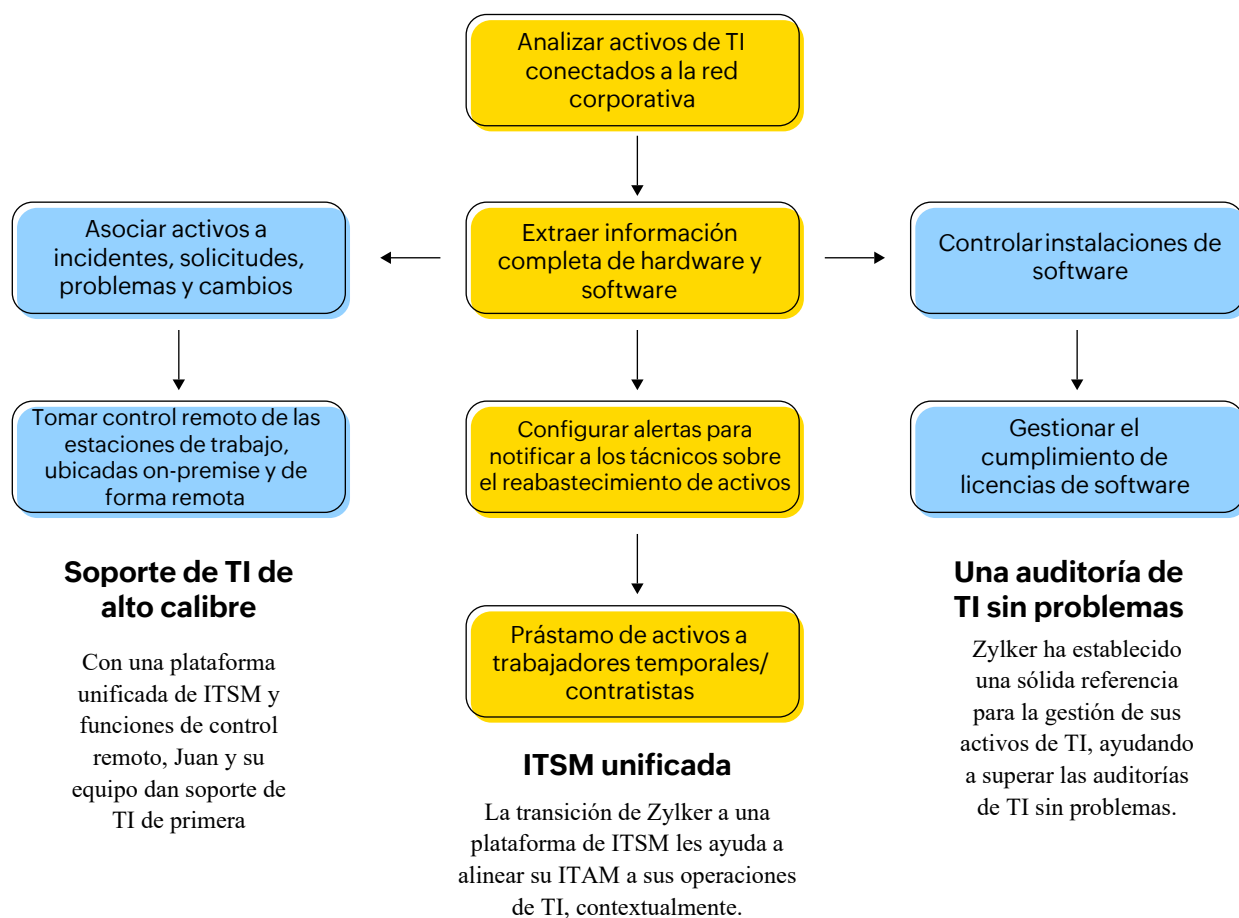 Analizar activos de TI
conectados a la red
corporativa
Asociar activos a
incidentes, solicitudes,
problemas y cambios
Extraer información
completa de hardware y
software
Controlar instalaciones de
software
Tomar control remoto de las
estaciones de trabajo,
ubicadas on-premise y de
forma remota
Configurar alertas para
notificar a los técnicos sobre
el reabastecimiento de activos
Gestionar el
cumplimiento de
licencias de software
Soporte de TI de
alto calibre
Con una plataforma
unificada de ITSM y
funciones de control
remoto, Juan y su
equipo dan soporte de
TI de primera
Prástamo de activos a
trabajadores temporales/
contratistas
ITSM unificada
La transición de Zylker a una
plataforma de ITSM les ayuda a
alinear su ITAM a sus operaciones
de TI, contextualmente.
Una auditoría de
TI sin problemas
Zylker ha establecido
una sólida referencia
para la gestión de sus
activos de TI, ayudando
a superar las auditorías
de TI sin problemas.